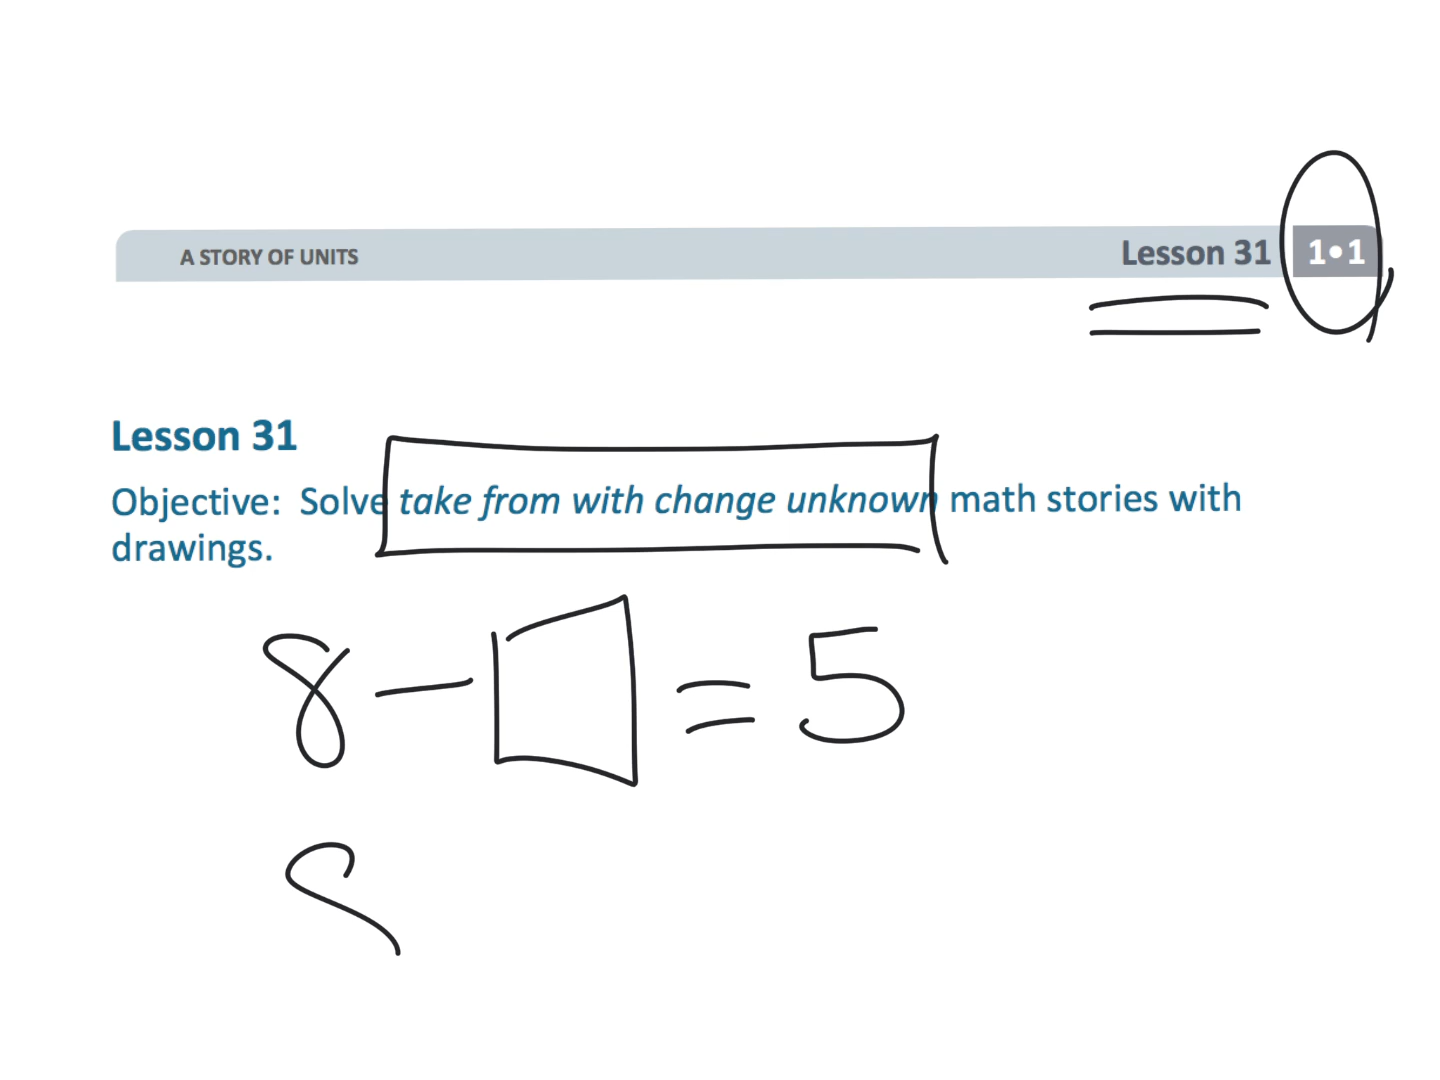 A STORY OF UNITS Lesson 31 1•1
Lesson 31
Objective: Solve take from with change unknown math stories with
drawings.
8 - □ = 5